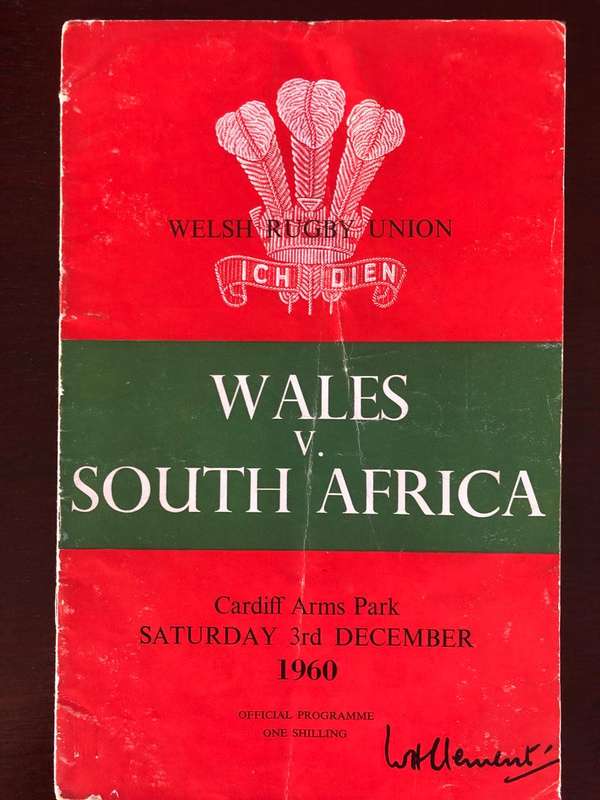 WELSH RUGBY UNION
ICH DIEN
WALES
V.
SOUTH AFRICA
Cardiff Arms Park
SATURDAY 3rd DECEMBER
1960
OFFICIAL PROGRAMME
ONE SHILLING
WHClement